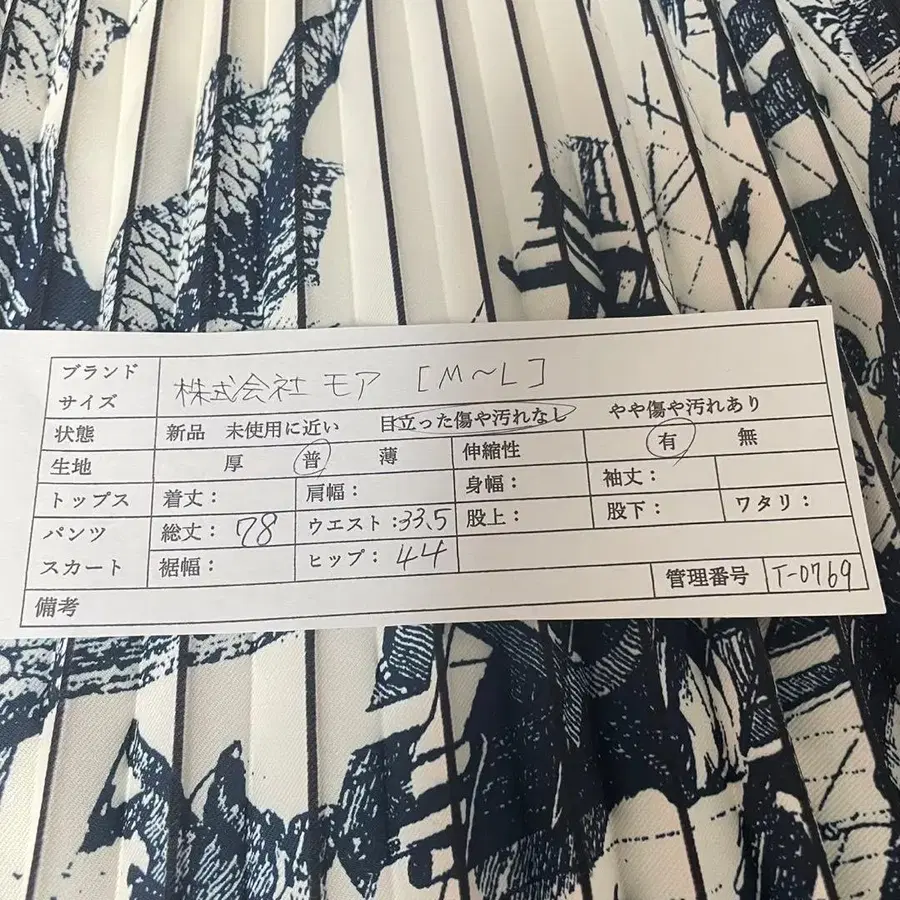 ブランド
サイズ
株式会社 モア [M～L]
状態 新品 未使用に近い 目立った傷や汚れなし やや傷や汚れあり
生地 厚 普 薄 伸縮性 有 無
トップス 着丈： 肩幅： 身幅： 袖丈：
パンツ 総丈：78 ウエスト：33.5 股上： 股下： ワタリ：
スカート 裾幅： ヒップ：44
備考 管理番号 T-0769